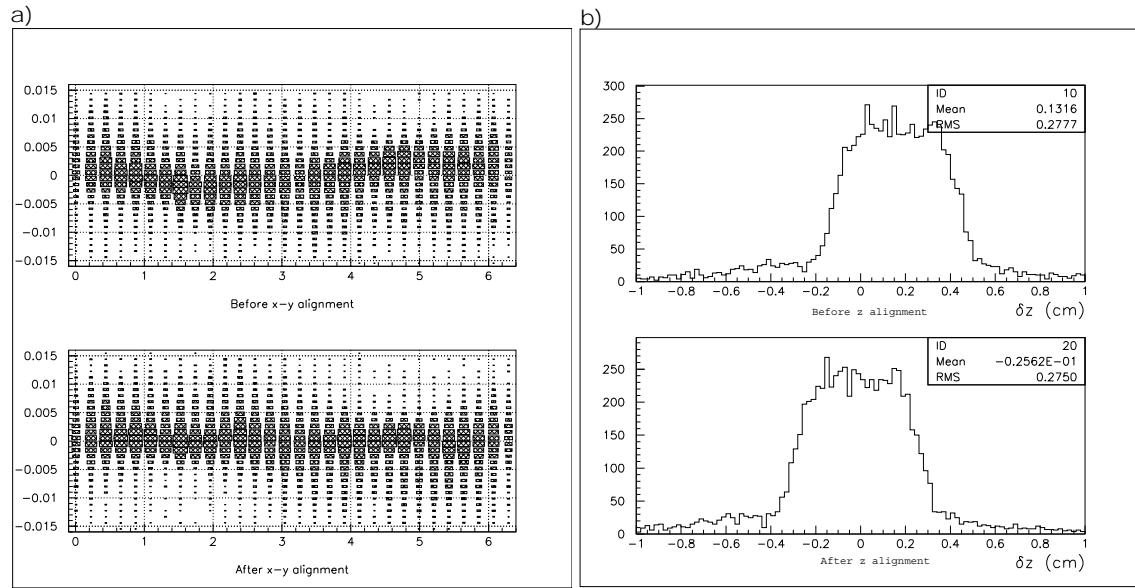 a)
0.015
0.01
0.005
0
−0.005
−0.01
−0.015
0 1 2 3 4 5 6
Before x−y alignment
0.015
0.01
0.005
0
−0.005
−0.01
−0.015
0 1 2 3 4 5 6
After x−y alignment
b)
300
250
200
150
100
50
0
ID 10
Mean 0.1316
RMS 0.2777
−1 −0.8 −0.6 −0.4 −0.2 0 0.2 0.4 0.6 0.8 1
Before z alignment
δz (cm)
250
200
150
100
50
0
ID 20
Mean −0.2562E−01
RMS 0.2750
−1 −0.8 −0.6 −0.4 −0.2 0 0.2 0.4 0.6 0.8 1
After z alignment
δz (cm)